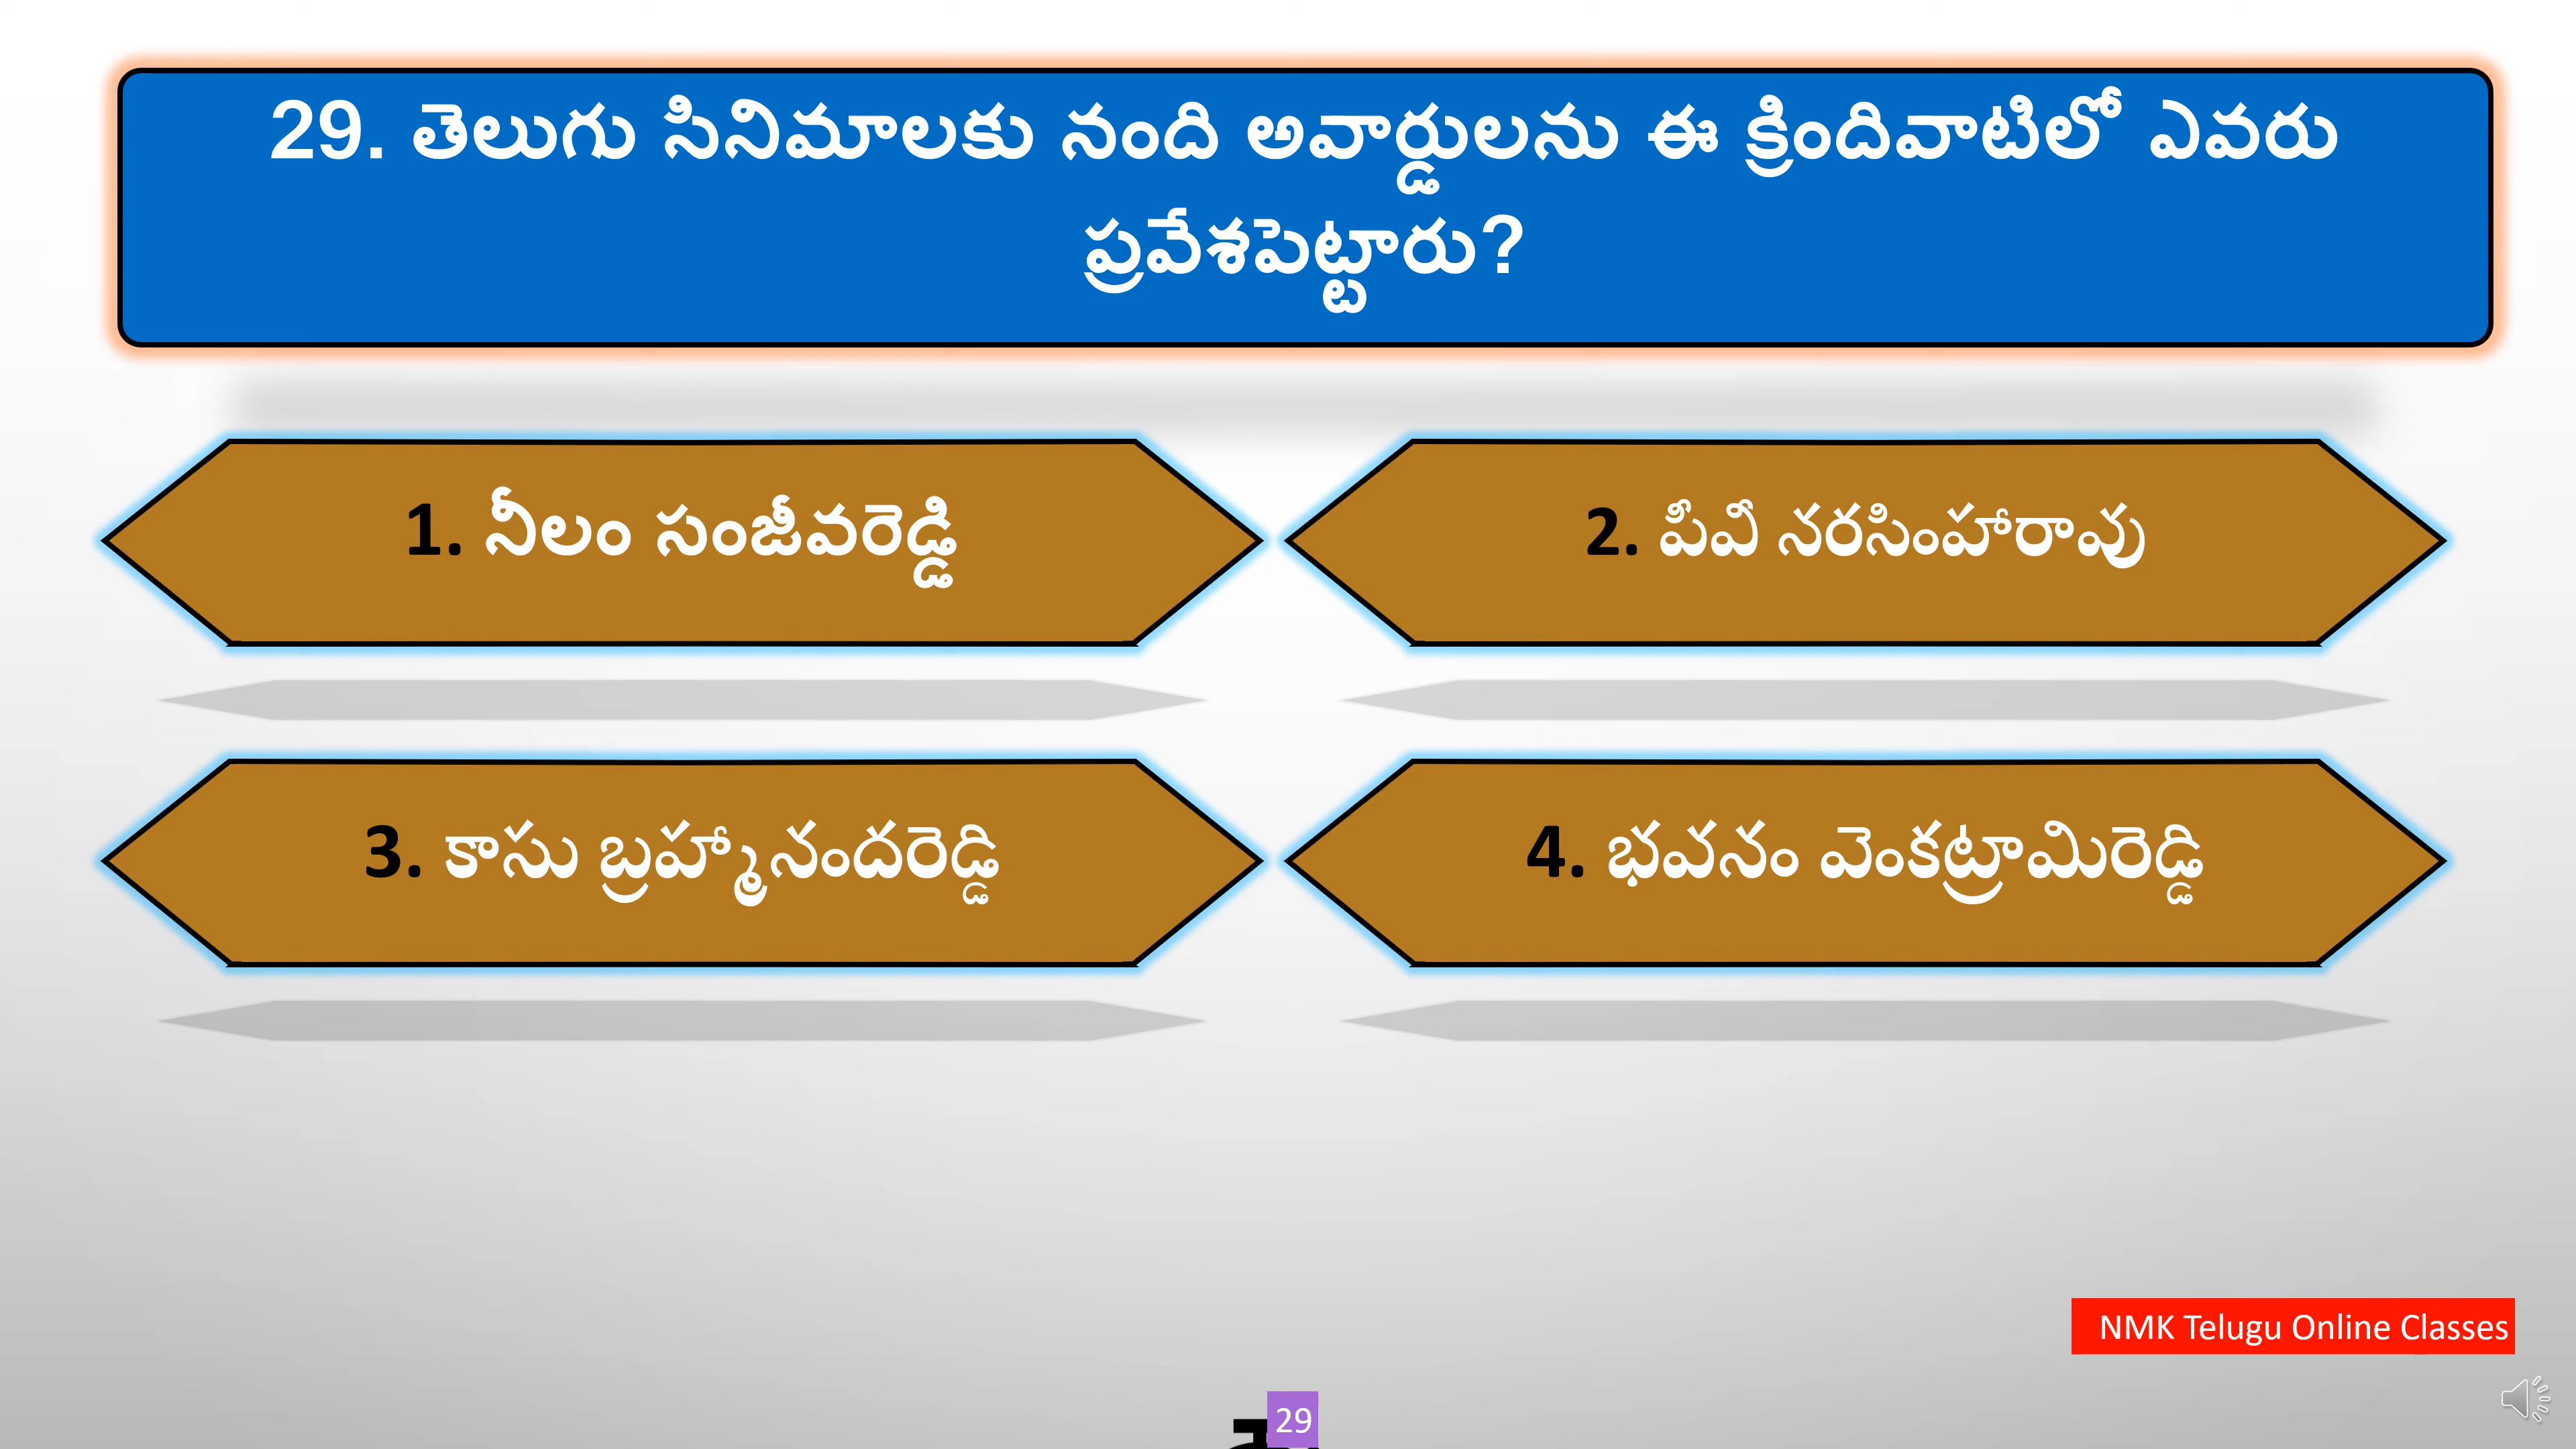 29. తెలుగు సినిమాలకు నంది అవార్డులను ఈ క్రిందివాటిలో ఎవరు
ప్రవేశపెట్టారు?
1. నీలం సంజీవరెడ్డి
2. పీవీ నరసింహారావు
3. కాసు బ్రహ్మానందరెడ్డి
4. భవనం వెంకట్రామిరెడ్డి
NMK Telugu Online Classes
29